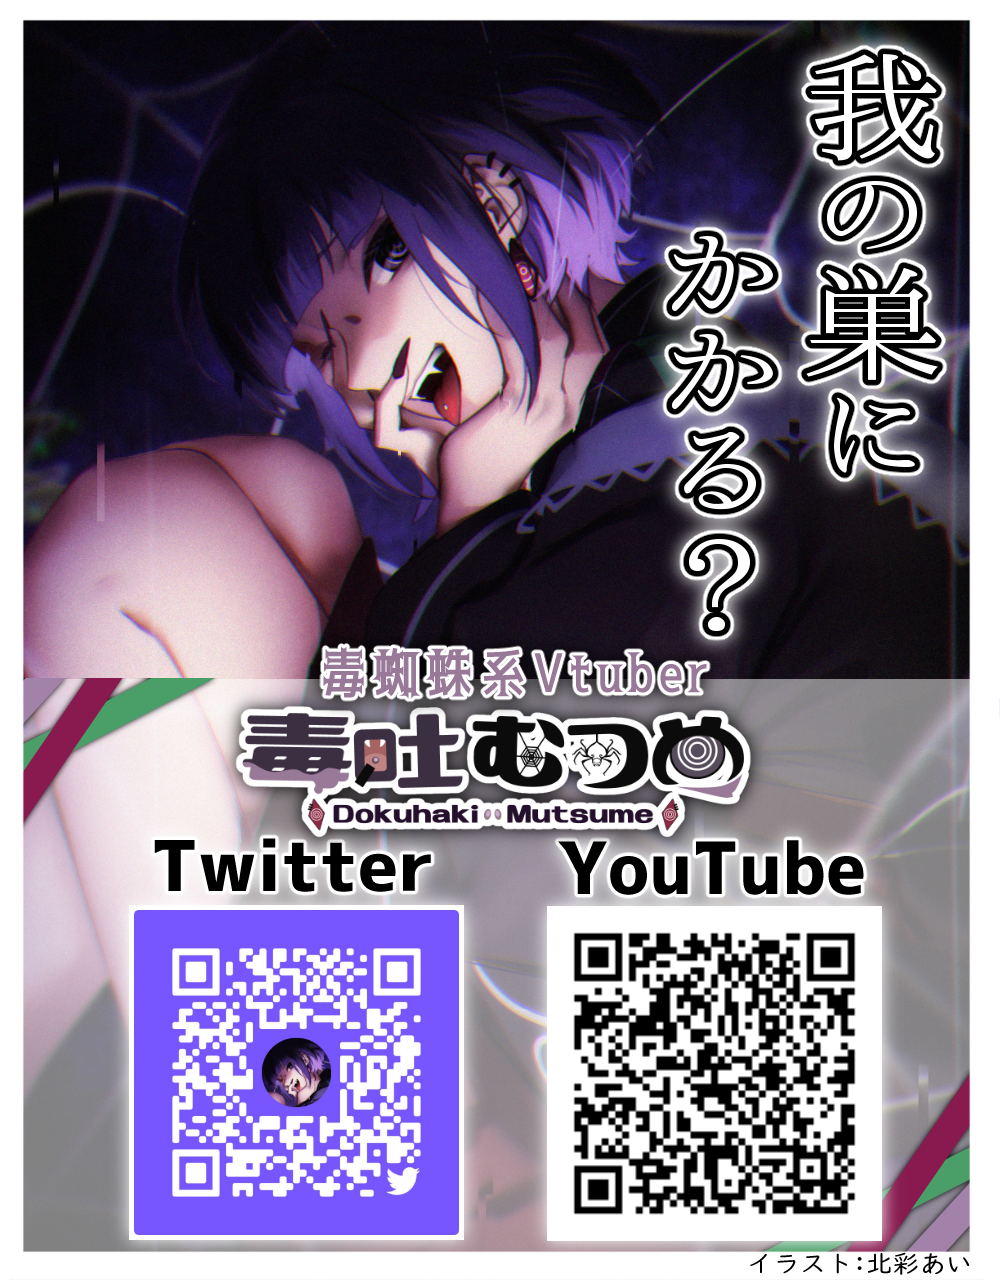 我の巣に
かかる?
毒蜘蛛系Vtuber
毒吐むつめ
Dokuhaki Mutsume
Twitter
YouTube
イラスト:北彩あい